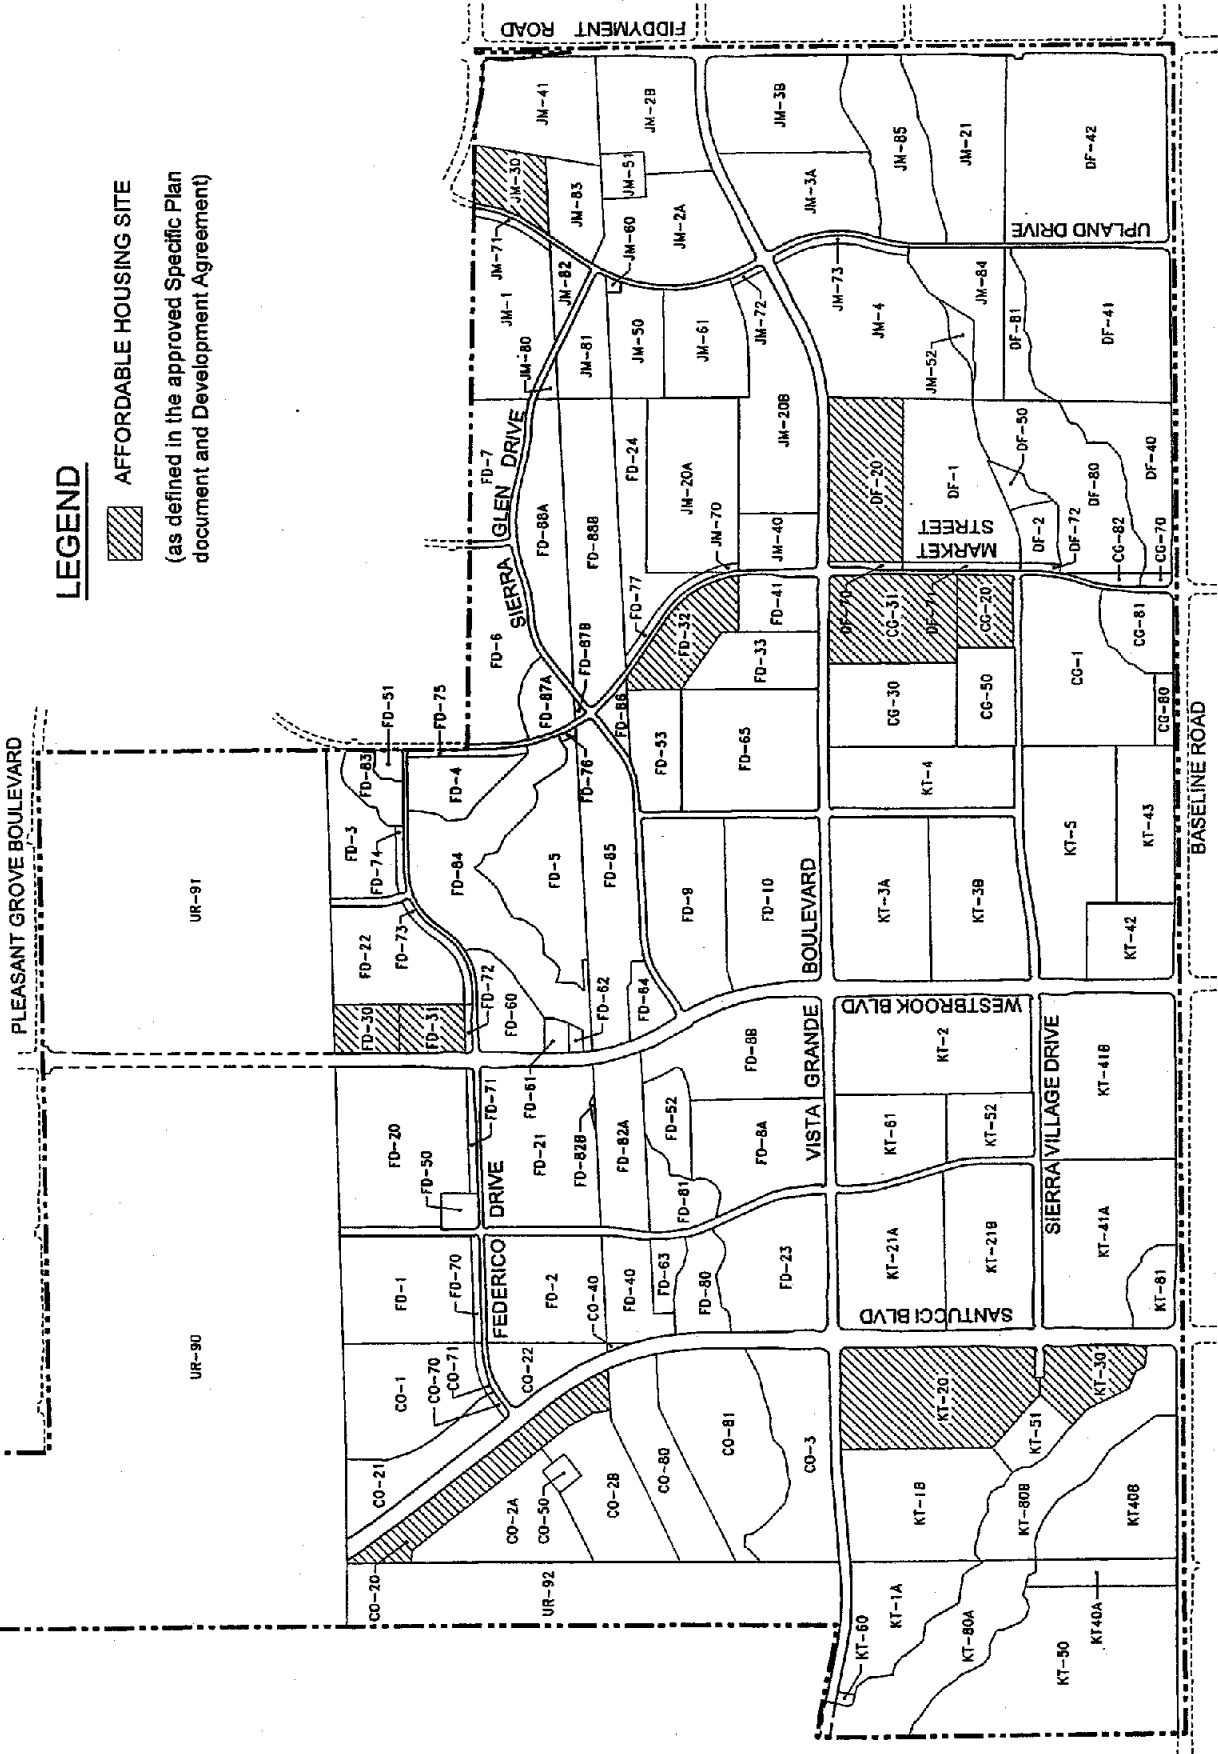 LEGEND
AFFORDABLE HOUSING SITE
(as defined in the approved Specific Plan
document and Development Agreement)
PLEASANT GROVE BOULEVARD
FIDDYMENT ROAD
BASELINE ROAD
UPLAND DRIVE
MARKET
STREET
SIERRA GLEN DRIVE
FEDERICO DRIVE
VISTA GRANDE BOULEVARD
WESTBROOK BLVD
SIERRA VILLAGE DRIVE
SANTUCCI BLVD
UR-90
UR-91
UR-92
JM-41
JM-2B
JM-3B
JM-30
JM-83
JM-51
JM-71
JM-1
JM-82
JM-60
JM-2A
JM-3A
JM-85
JM-21
DF-42
JM-80
JM-81
JM-50
JM-61
JM-72
JM-73
JM-4
JM-84
JM-52
DF-81
DF-41
FD-7
FD-88A
FD-88B
FD-24
JM-20A
JM-20B
JM-70
JM-40
DF-20
DF-1
DF-50
DF-80
DF-40
DF-2
DF-72
CG-82
CG-70
FD-6
FD-87A
FD-87B
FD-77
FD-32
FD-41
FD-33
DF-70
CG-31
DF-71
CG-20
CG-81
CG-1
CG-80
FD-51
FD-75
FD-83
FD-4
FD-76
FD-86
FD-53
FD-65
CG-30
CG-50
KT-4
FD-3
FD-74
FD-84
FD-5
FD-85
FD-9
FD-10
KT-3A
KT-3B
KT-5
KT-43
KT-42
FD-22
FD-73
FD-72
FD-60
FD-62
FD-64
FD-30
FD-31
FD-61
FD-8B
KT-2
KT-41B
FD-20
FD-71
FD-50
FD-21
FD-82B
FD-82A
FD-52
FD-8A
FD-81
KT-61
KT-52
FD-1
FD-70
FD-2
CO-40
FD-40
FD-63
FD-80
FD-23
KT-21A
KT-21B
KT-41A
KT-81
CO-1
CO-70
CO-71
CO-22
CO-21
CO-20
CO-2A
CO-50
CO-2B
CO-80
CO-81
CO-3
KT-20
KT-30
KT-51
KT-1B
KT-80B
KT40B
KT-60
KT-1A
KT-80A
KT-50
KT40A